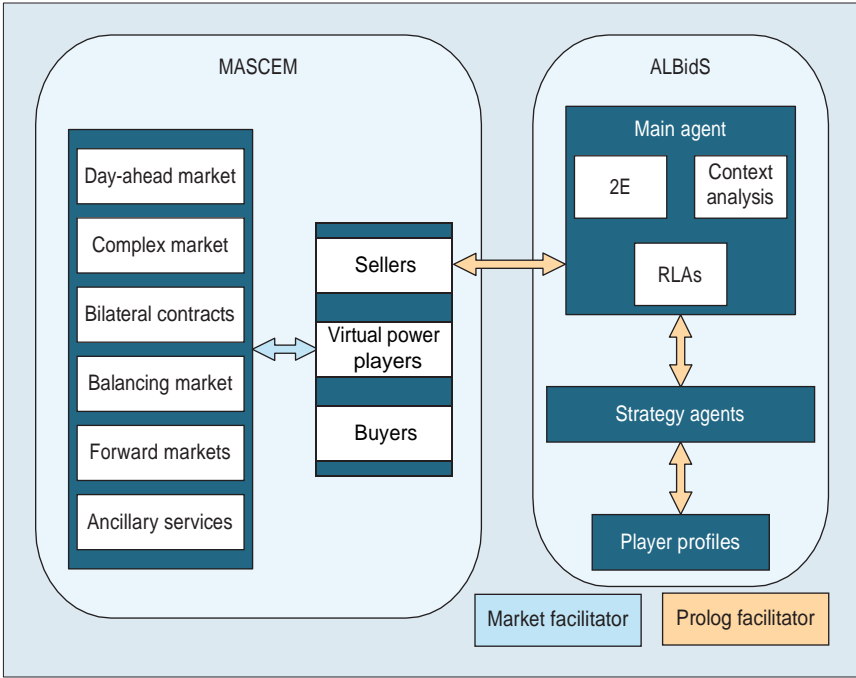 MASCEM
Day-ahead market
Complex market
Bilateral contracts
Balancing market
Forward markets
Ancillary services
Sellers
Virtual power
players
Buyers
ALBidS
Main agent
2E
Context
analysis
RLAs
Strategy agents
Player profiles
Market facilitator
Prolog facilitator